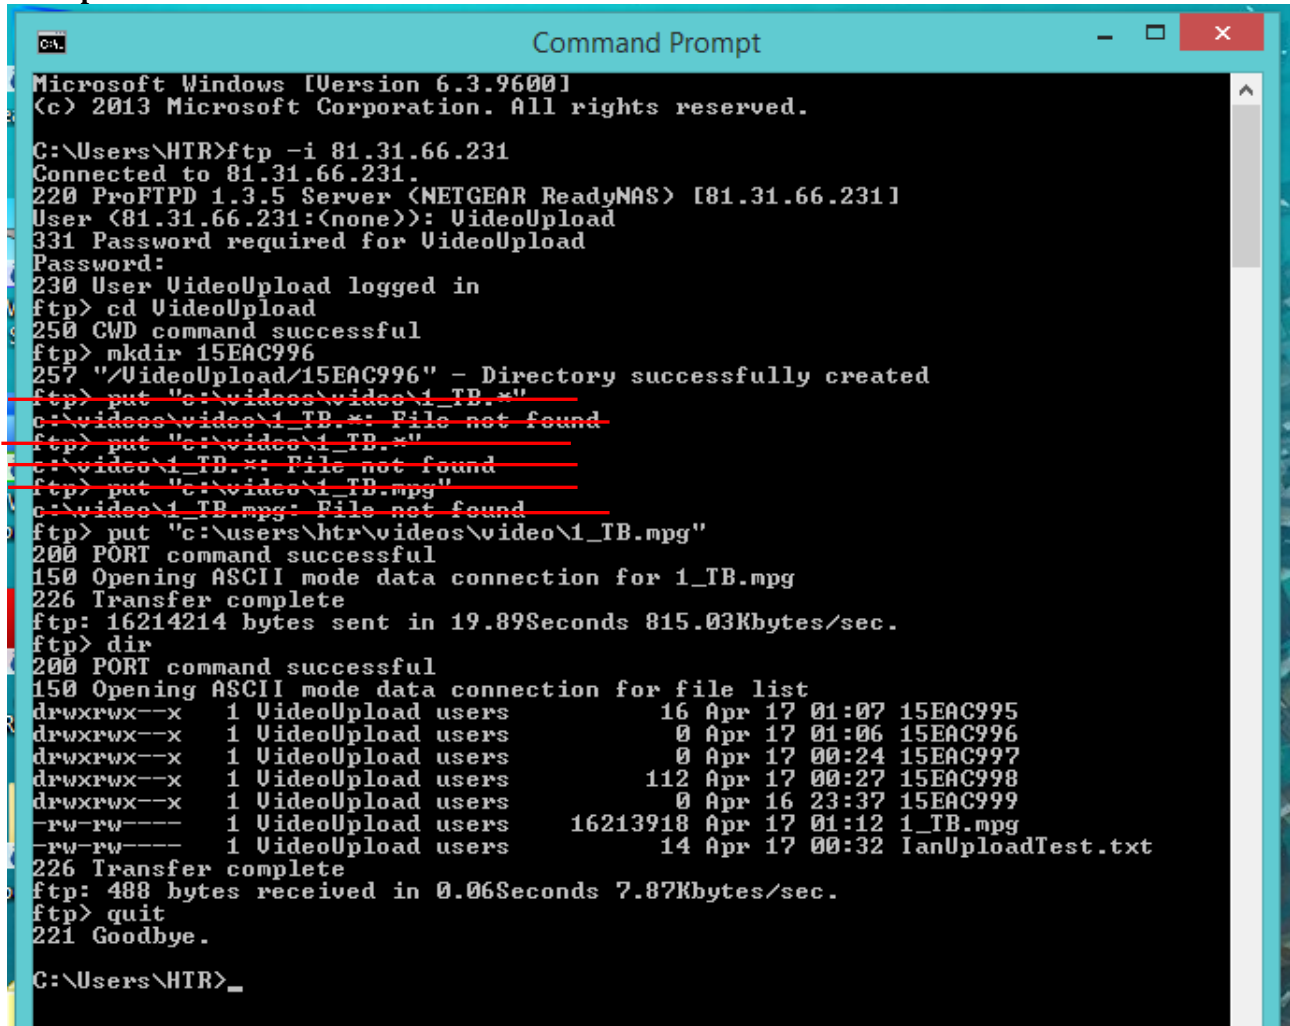 Command Prompt
Microsoft Windows [Version 6.3.9600]
(c) 2013 Microsoft Corporation. All rights reserved.
C:\Users\HTR>ftp -i 81.31.66.231
Connected to 81.31.66.231.
220 ProFTPD 1.3.5 Server (NETGEAR ReadyNAS) [81.31.66.231]
User (81.31.66.231:(none)): VideoUpload
331 Password required for VideoUpload
Password:
230 User VideoUpload logged in
ftp> cd VideoUpload
250 CWD command successful
ftp> mkdir 15EAC996
257 "/VideoUpload/15EAC996" - Directory successfully created
ftp> put "c:\videos\video\1_TB.*"
c:\videos\video\1_TB.*: File not found
ftp> put "c:\video\1_TB.*"
c:\video\1_TB.*: File not found
ftp> put "c:\video\1_TB.mpg"
c:\video\1_TB.mpg: File not found
ftp> put "c:\users\htr\videos\video\1_TB.mpg"
200 PORT command successful
150 Opening ASCII mode data connection for 1_TB.mpg
226 Transfer complete
ftp: 16214214 bytes sent in 19.89Seconds 815.03Kbytes/sec.
ftp> dir
200 PORT command successful
150 Opening ASCII mode data connection for file list
drwxrwx--x   1 VideoUpload users          16 Apr 17 01:07 15EAC995
drwxrwx--x   1 VideoUpload users           0 Apr 17 01:06 15EAC996
drwxrwx--x   1 VideoUpload users           0 Apr 17 00:24 15EAC997
drwxrwx--x   1 VideoUpload users         112 Apr 17 00:27 15EAC998
drwxrwx--x   1 VideoUpload users           0 Apr 16 23:37 15EAC999
-rw-rw----   1 VideoUpload users    16213918 Apr 17 01:12 1_TB.mpg
-rw-rw----   1 VideoUpload users          14 Apr 17 00:32 IanUploadTest.txt
226 Transfer complete
ftp: 488 bytes received in 0.06Seconds 7.87Kbytes/sec.
ftp> quit
221 Goodbye.
C:\Users\HTR>_